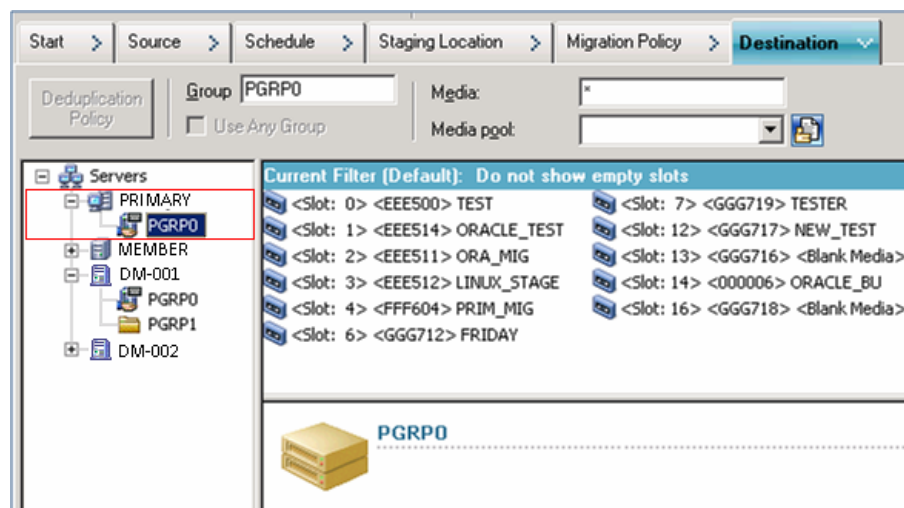 Start > Source > Schedule > Staging Location > Migration Policy > Destination
Deduplication Policy
Group PGRP0
Use Any Group
Media: *
Media pool:
Servers
PRIMARY
PGRP0
MEMBER
DM-001
PGRP0
PGRP1
DM-002
Current Filter (Default): Do not show empty slots
<Slot: 0> <EEE500> TEST
<Slot: 1> <EEE514> ORACLE_TEST
<Slot: 2> <EEE511> ORA_MIG
<Slot: 3> <EEE512> LINUX_STAGE
<Slot: 4> <FFF604> PRIM_MIG
<Slot: 6> <GGG712> FRIDAY
<Slot: 7> <GGG719> TESTER
<Slot: 12> <GGG717> NEW_TEST
<Slot: 13> <GGG716> <Blank Media>
<Slot: 14> <000006> ORACLE_BU
<Slot: 16> <GGG718> <Blank Media>
PGRP0